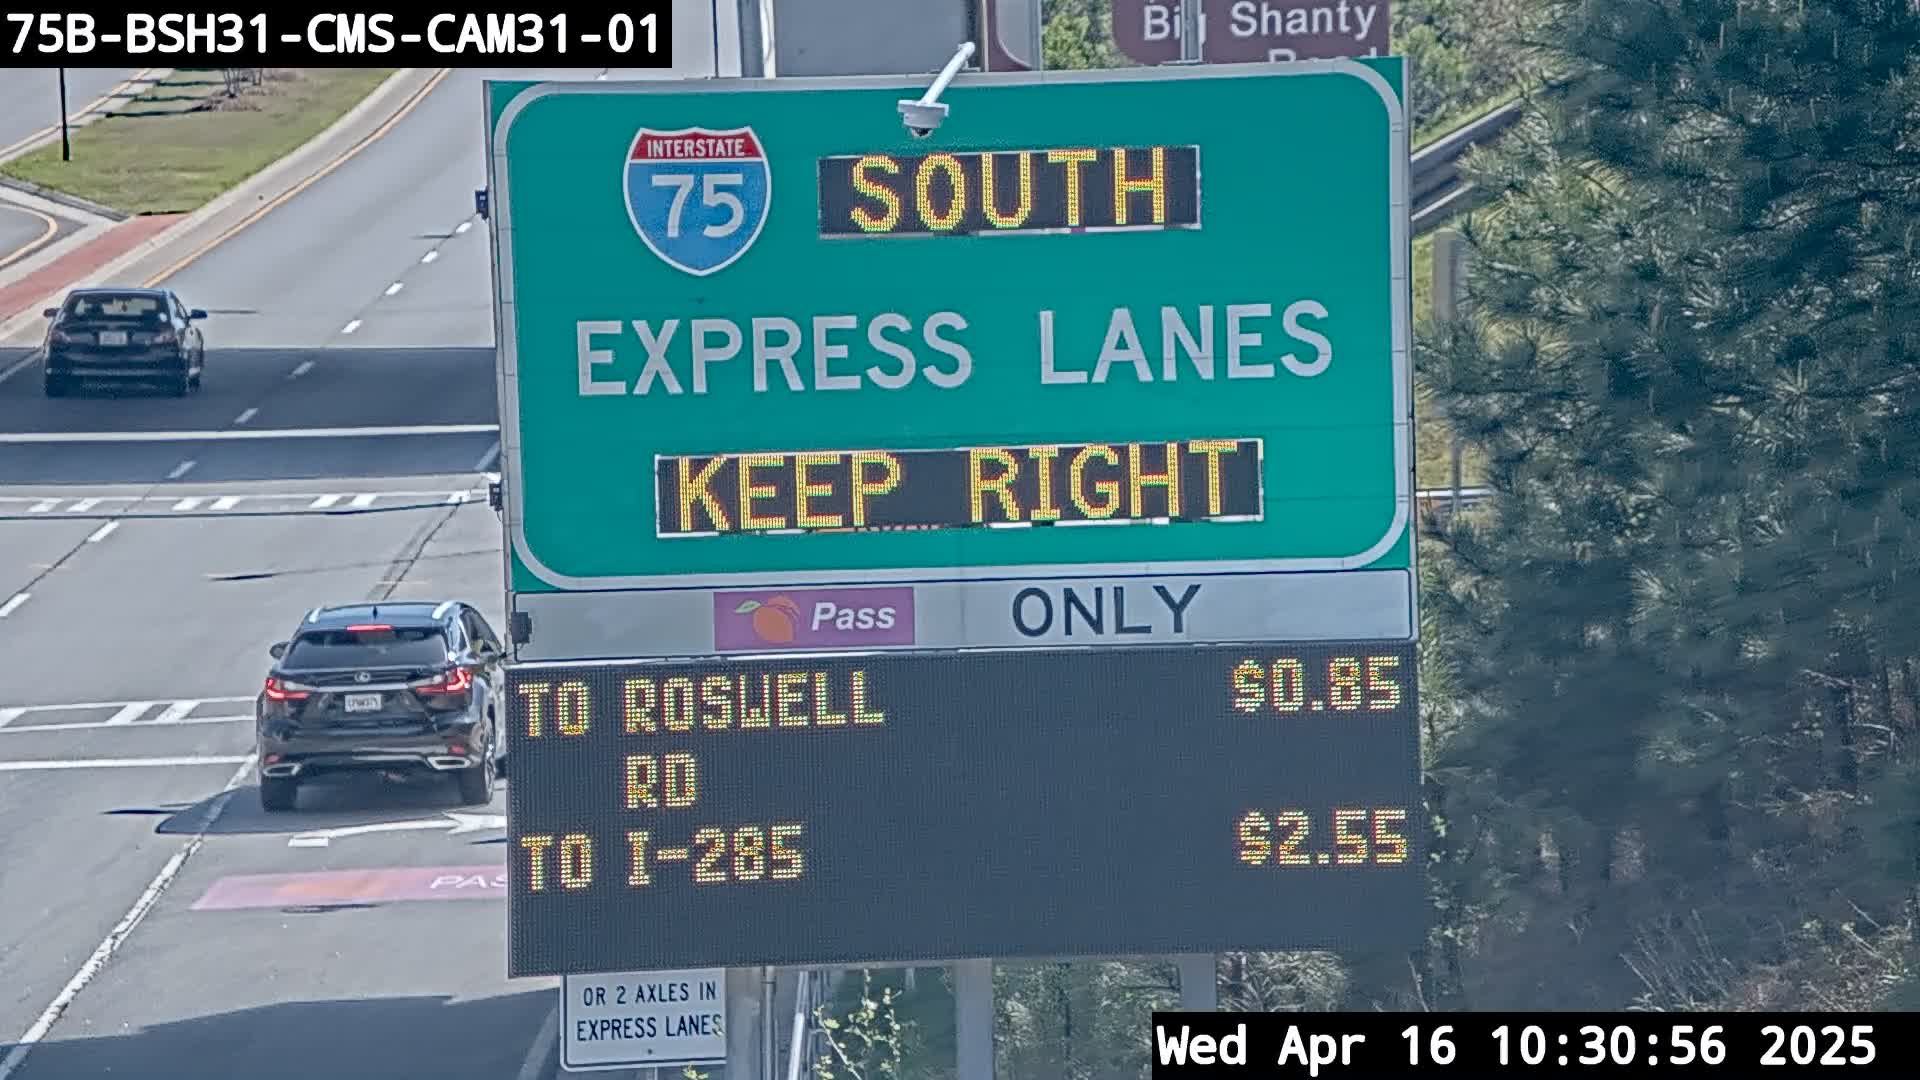 75B-BSH31-CMS-CAM31-01
Big Shanty
Road
INTERSTATE
75
SOUTH
EXPRESS LANES
KEEP RIGHT
Pass ONLY
TO ROSWELL $0.85
RD
TO I-285 $2.55
PAS
OR 2 AXLES IN
EXPRESS LANES
Wed Apr 16 10:30:56 2025